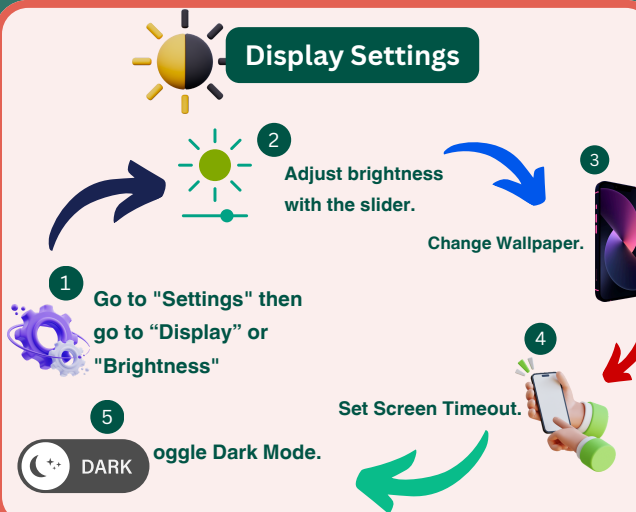 Display Settings
2
Adjust brightness
with the slider.
3
Change Wallpaper.
1
Go to "Settings" then
go to “Display” or
"Brightness"
4
Set Screen Timeout.
5
DARK
oggle Dark Mode.